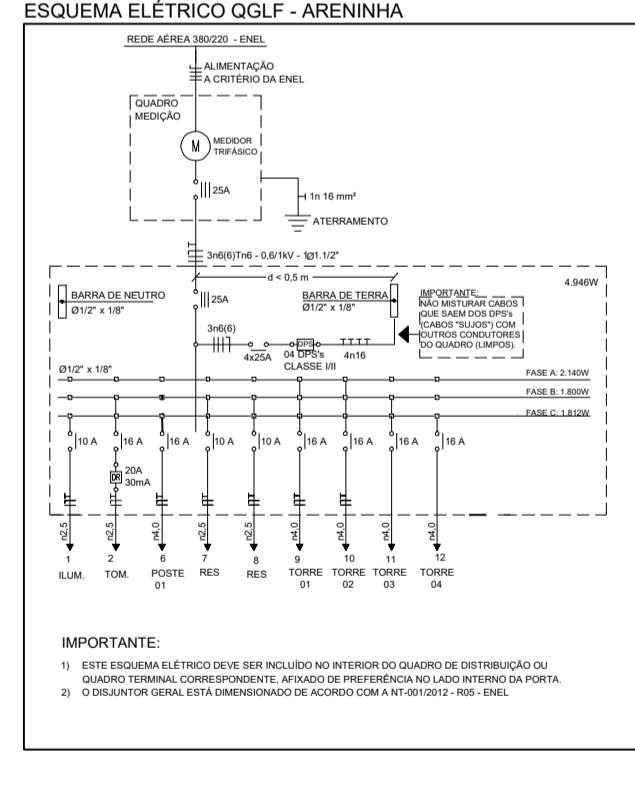 ESQUEMA ELÉTRICO QGLF - ARENINHA
REDE AÉREA 380/220 - ENEL
ALIMENTAÇÃO
A CRITÉRIO DA ENEL
QUADRO
MEDIÇÃO
M
MEDIDOR
TRIFÁSICO
25A
1n 16 mm²
ATERRAMENTO
3n6(6)Tn6 - 0,6/1kV - 1Ø1.1/2"
d < 0,5 m
4.946W
BARRA DE NEUTRO
Ø1/2" x 1/8"
25A
BARRA DE TERRA
Ø1/2" x 1/8"
IMPORTANTE:
NÃO MISTURAR CABOS
QUE SAEM DOS DPS's
(CABOS "SUJOS") COM
OUTROS CONDUTORES
DO QUADRO (LIMPOS).
3n6(6)
4x25A
DPS
04 DPS's
CLASSE I/II
4n16
Ø1/2" x 1/8"
FASE A: 2.140W
FASE B: 1.800W
FASE C: 1.812W
10 A 16 A 16 A 10 A 10 A 16 A 16 A 16 A 16 A
DR
20A
30mA
n2,5 n2,5 n4,0 n2,5 n2,5 n4,0 n4,0 n4,0 n4,0
1 2 6 7 8 9 10 11 12
ILUM. TOM. POSTE RES RES TORRE TORRE TORRE TORRE
01 01 02 03 04
IMPORTANTE:
1) ESTE ESQUEMA ELÉTRICO DEVE SER INCLUÍDO NO INTERIOR DO QUADRO DE DISTRIBUIÇÃO OU
QUADRO TERMINAL CORRESPONDENTE, AFIXADO DE PREFERÊNCIA NO LADO INTERNO DA PORTA.
2) O DISJUNTOR GERAL ESTÁ DIMENSIONADO DE ACORDO COM A NT-001/2012 - R05 - ENEL